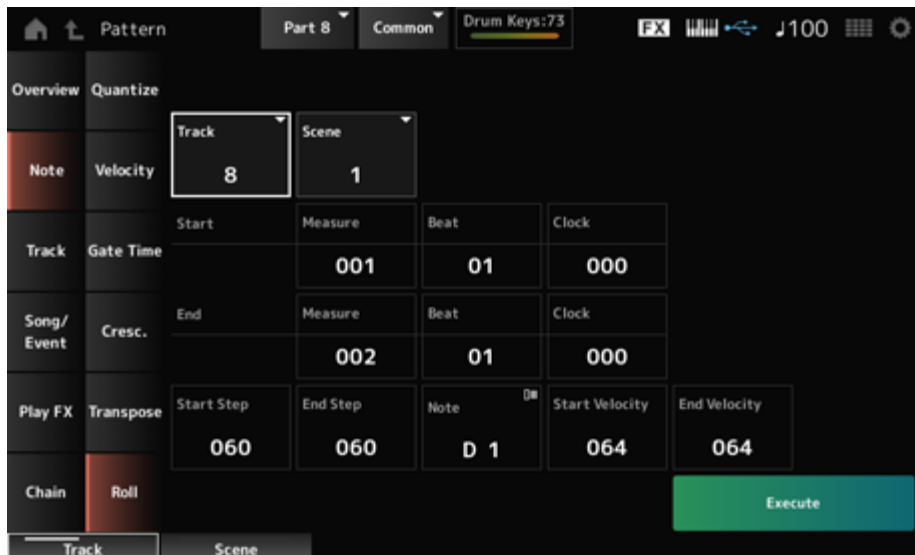 Pattern
Part 8
Common
Drum Keys:73
FX
♩100
Overview
Quantize
Track
Scene
8
1
Note
Velocity
Start
Measure
Beat
Clock
Track
Gate Time
001
01
000
Song/
Event
Cresc.
End
Measure
Beat
Clock
002
01
000
Play FX
Transpose
Start Step
End Step
Note
Start Velocity
End Velocity
060
060
D 1
064
064
Chain
Roll
Execute
Track
Scene